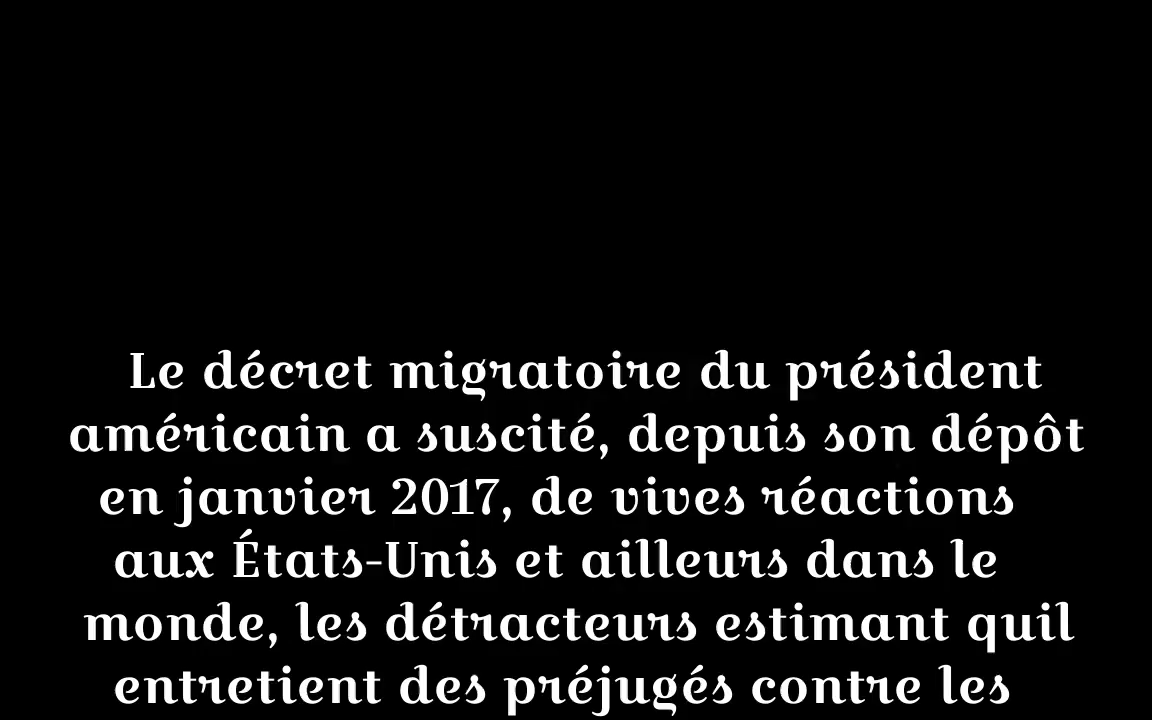 Le décret migratoire du président
américain a suscité, depuis son dépôt
en janvier 2017, de vives réactions
aux États-Unis et ailleurs dans le
monde, les détracteurs estimant quil
entretient des préjugés contre les